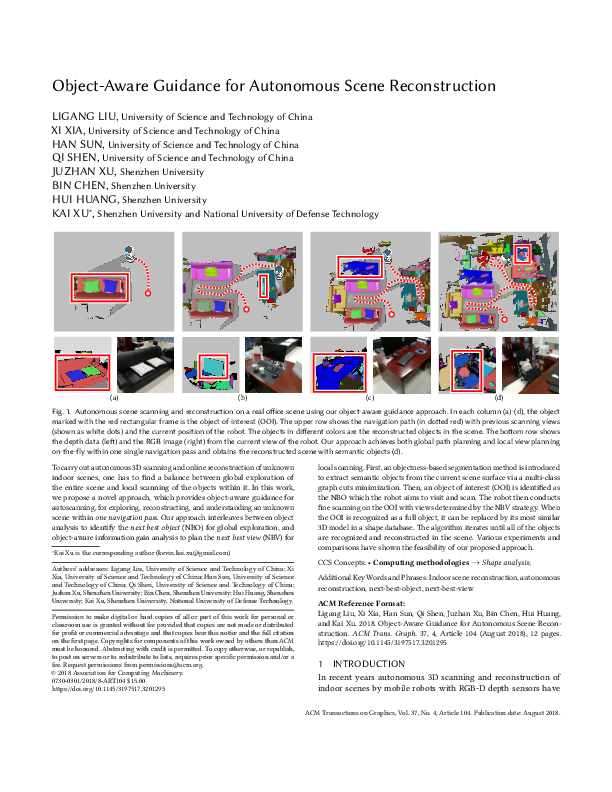 Object-Aware Guidance for Autonomous Scene Reconstruction
LIGANG LIU, University of Science and Technology of China
XI XIA, University of Science and Technology of China
HAN SUN, University of Science and Technology of China
QI SHEN, University of Science and Technology of China
JUZHAN XU, Shenzhen University
BIN CHEN, Shenzhen University
HUI HUANG, Shenzhen University
KAI XU*, Shenzhen University and National University of Defense Technology
(a) (b) (c) (d)
Fig. 1. Autonomous scene scanning and reconstruction on a real office scene using our object-aware guidance approach. In each column (a)-(d), the object
marked with the red rectangular frame is the object-of-interest (OOI). The upper row shows the navigation path (in dotted red) with previous scanning views
(shown as white dots) and the current position of the robot. The objects in different colors are the reconstructed objects in the scene. The bottom row shows
the depth data (left) and the RGB image (right) from the current view of the robot. Our approach achieves both global path planning and local view planning
on-the-fly within one single navigation pass and obtains the reconstructed scene with semantic objects (d).
To carry out autonomous 3D scanning and online reconstruction of unknown
indoor scenes, one has to find a balance between global exploration of
the entire scene and local scanning of the objects within it. In this work,
we propose a novel approach, which provides object-aware guidance for
autoscanning, for exploring, reconstructing, and understanding an unknown
scene within one navigation pass. Our approach interleaves between object
analysis to identify the next best object (NBO) for global exploration, and
object-aware information gain analysis to plan the next best view (NBV) for
*Kai Xu is the corresponding author (kevin.kai.xu@gmail.com)
Authors' addresses: Ligang Liu, University of Science and Technology of China; Xi
Xia, University of Science and Technology of China; Han Sun, University of Science
and Technology of China; Qi Shen, University of Science and Technology of China;
Juzhan Xu, Shenzhen University; Bin Chen, Shenzhen University; Hui Huang, Shenzhen
University; Kai Xu, Shenzhen University, National University of Defense Technology.
Permission to make digital or hard copies of all or part of this work for personal or
classroom use is granted without fee provided that copies are not made or distributed
for profit or commercial advantage and that copies bear this notice and the full citation
on the first page. Copyrights for components of this work owned by others than ACM
must be honored. Abstracting with credit is permitted. To copy otherwise, or republish,
to post on servers or to redistribute to lists, requires prior specific permission and/or a
fee. Request permissions from permissions@acm.org.
© 2018 Association for Computing Machinery.
0730-0301/2018/8-ART104 $15.00
https://doi.org/10.1145/3197517.3201295
local scanning. First, an objectness-based segmentation method is introduced
to extract semantic objects from the current scene surface via a multi-class
graph cuts minimization. Then, an object of interest (OOI) is identified as
the NBO which the robot aims to visit and scan. The robot then conducts
fine scanning on the OOI with views determined by the NBV strategy. When
the OOI is recognized as a full object, it can be replaced by its most similar
3D model in a shape database. The algorithm iterates until all of the objects
are recognized and reconstructed in the scene. Various experiments and
comparisons have shown the feasibility of our proposed approach.
CCS Concepts: • Computing methodologies → Shape analysis;
Additional Key Words and Phrases: Indoor scene reconstruction, autonomous
reconstruction, next-best-object, next-best-view
ACM Reference Format:
Ligang Liu, Xi Xia, Han Sun, Qi Shen, Juzhan Xu, Bin Chen, Hui Huang,
and Kai Xu. 2018. Object-Aware Guidance for Autonomous Scene Recon-
struction. ACM Trans. Graph. 37, 4, Article 104 (August 2018), 12 pages.
https://doi.org/10.1145/3197517.3201295
1 INTRODUCTION
In recent years autonomous 3D scanning and reconstruction of
indoor scenes by mobile robots with RGB-D depth sensors have
ACM Transactions on Graphics, Vol. 37, No. 4, Article 104. Publication date: August 2018.